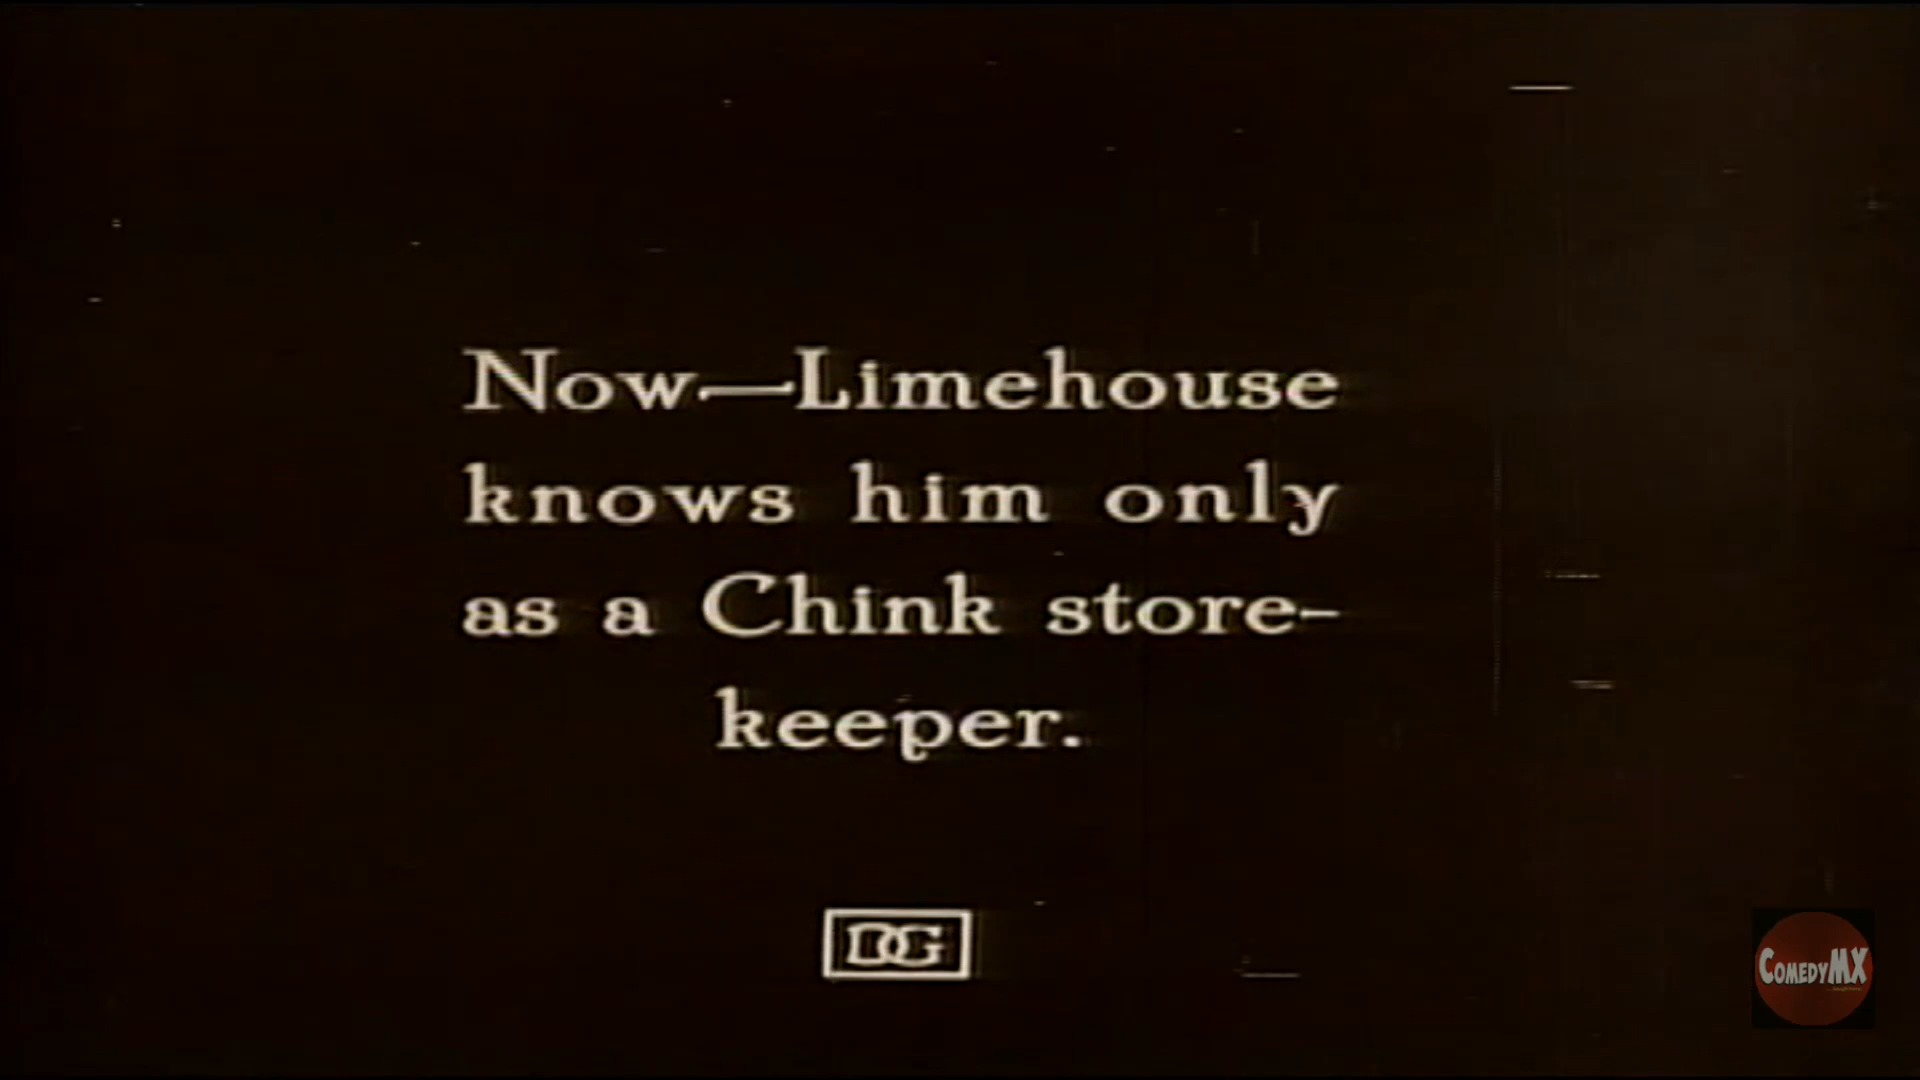 Now—Limehouse
knows him only
as a Chink store-
keeper.
DG
COMEDYMX